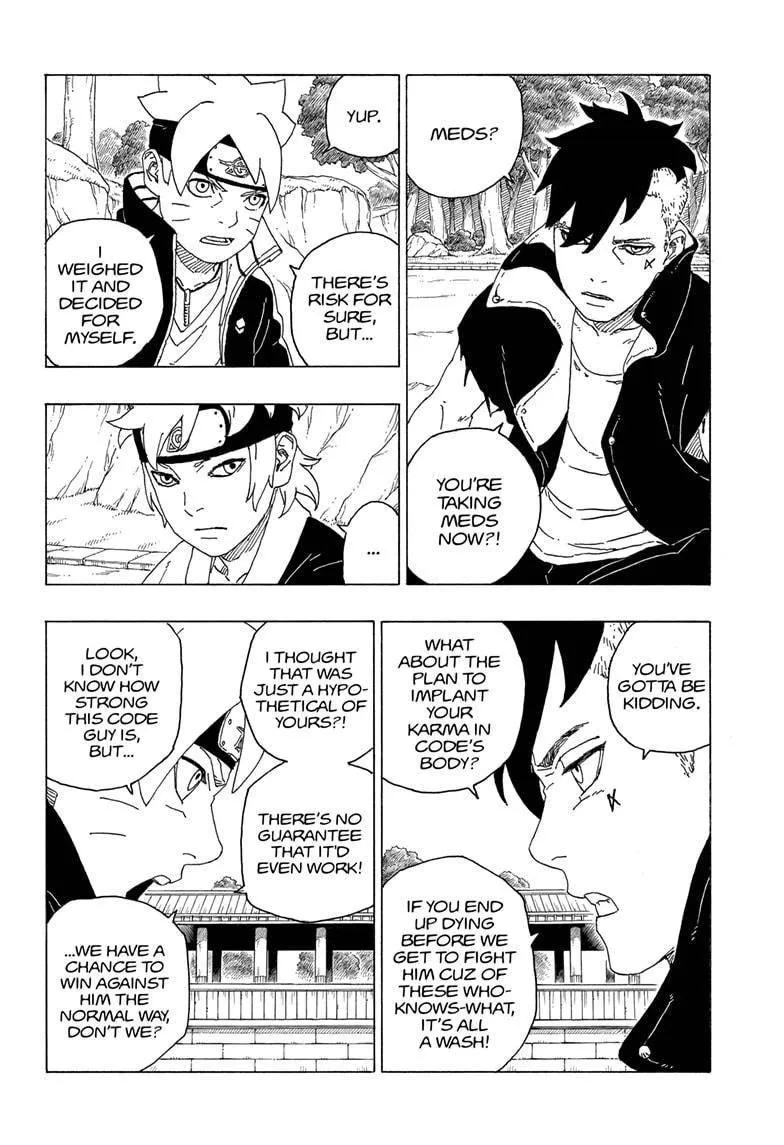 MEDS?
YOU'RE
TAKING
MEDS
NOW?!
YUP.
THERE'S
RISK FOR
SURE,
BUT...
I
WEIGHED
IT AND
DECIDED
FOR
MYSELF.
...
YOU'VE
GOTTA BE
KIDDING.
WHAT
ABOUT THE
PLAN TO
IMPLANT
YOUR
KARMA IN
CODE'S
BODY?
IF YOU END
UP DYING
BEFORE WE
GET TO FIGHT
HIM CUZ OF
THESE WHO-
KNOWS-WHAT,
IT'S ALL
A WASH!
I THOUGHT
THAT WAS
JUST A HYPO-
THETICAL OF
YOURS?!
THERE'S NO
GUARANTEE
THAT IT'D
EVEN WORK!
LOOK,
I DON'T
KNOW HOW
STRONG
THIS CODE
GUY IS,
BUT...
...WE HAVE A
CHANCE TO
WIN AGAINST
HIM THE
NORMAL WAY,
DON'T WE?